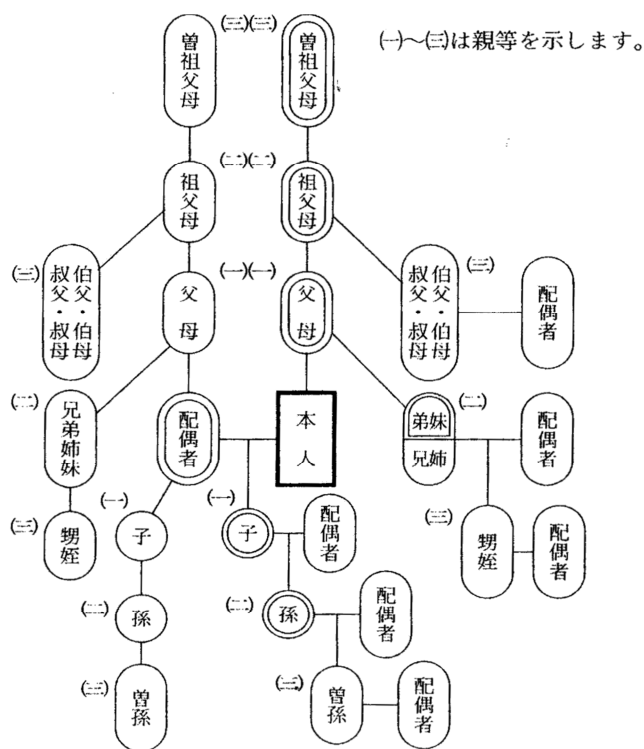 ㈠～㈢は親等を示します。
曽祖父母
㈢㈢
曽祖父母
祖父母
㈡㈡
祖父母
㈢
伯父・伯母
叔父・叔母
父母
㈠㈠
父母
伯父・伯母
叔父・叔母
㈢
配偶者
㈡
兄弟姉妹
配偶者
本人
弟妹
兄姉
㈡
配偶者
㈢
甥姪
㈠
子
㈠
子
配偶者
㈢
甥姪
配偶者
㈡
孫
㈡
孫
配偶者
㈢
曽孫
㈢
曽孫
配偶者